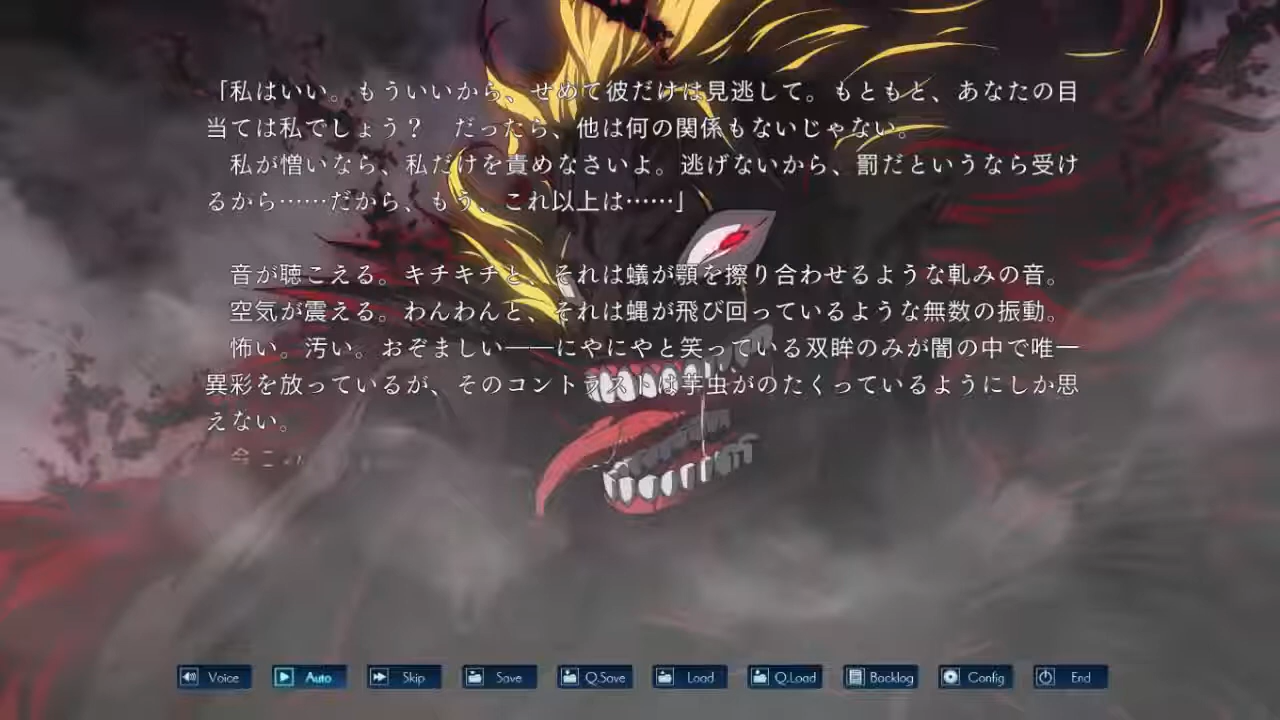 「私はいい。もういいから、せめて彼だけは見逃して。もともと、あなたの目
当ては私でしょう？　だったら、他は何の関係もないじゃない。
　私が憎いなら、私だけを責めなさいよ。逃げないから、罰だというなら受け
るから……だから、もう、これ以上は……」
　音が聴こえる。キチキチと、それは蟻が顎を擦り合わせるような軋みの音。
　空気が震える。わんわんと、それは蝿が飛び回っているような無数の振動。
　怖い。汚い。おぞましい――にやにやと笑っている双眸のみが闇の中で唯一
異彩を放っているが、そのコントラストは芋虫がのたくっているようにしか思
えない。
Voice Auto Skip Save Q.Save Load Q.Load Backlog Config End